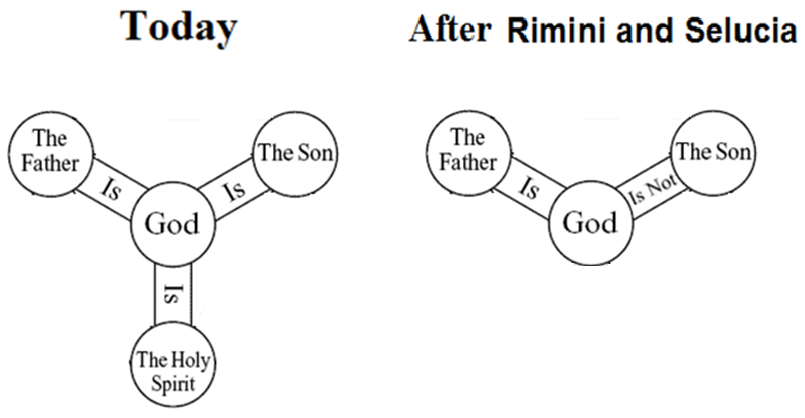 Today
The
Father
Is
God
Is
The Son
Is
The Holy
Spirit
After Rimini and Selucia
The
Father
Is
God
Is Not
The Son